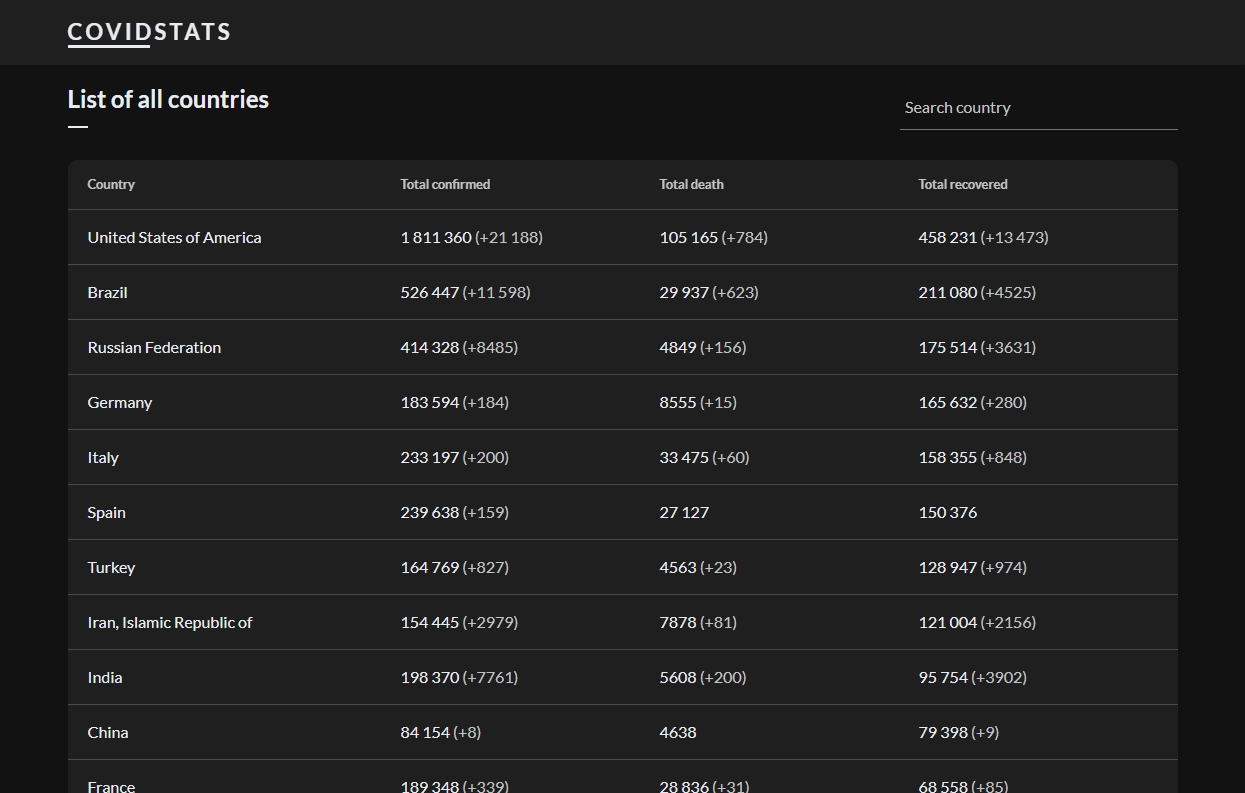 COVIDSTATS
List of all countries
Search country
Country Total confirmed Total death Total recovered
United States of America 1 811 360 (+21 188) 105 165 (+784) 458 231 (+13 473)
Brazil 526 447 (+11 598) 29 937 (+623) 211 080 (+4525)
Russian Federation 414 328 (+8485) 4849 (+156) 175 514 (+3631)
Germany 183 594 (+184) 8555 (+15) 165 632 (+280)
Italy 233 197 (+200) 33 475 (+60) 158 355 (+848)
Spain 239 638 (+159) 27 127 150 376
Turkey 164 769 (+827) 4563 (+23) 128 947 (+974)
Iran, Islamic Republic of 154 445 (+2979) 7878 (+81) 121 004 (+2156)
India 198 370 (+7761) 5608 (+200) 95 754 (+3902)
China 84 154 (+8) 4638 79 398 (+9)
France 189 348 (+339) 28 836 (+31) 68 558 (+85)